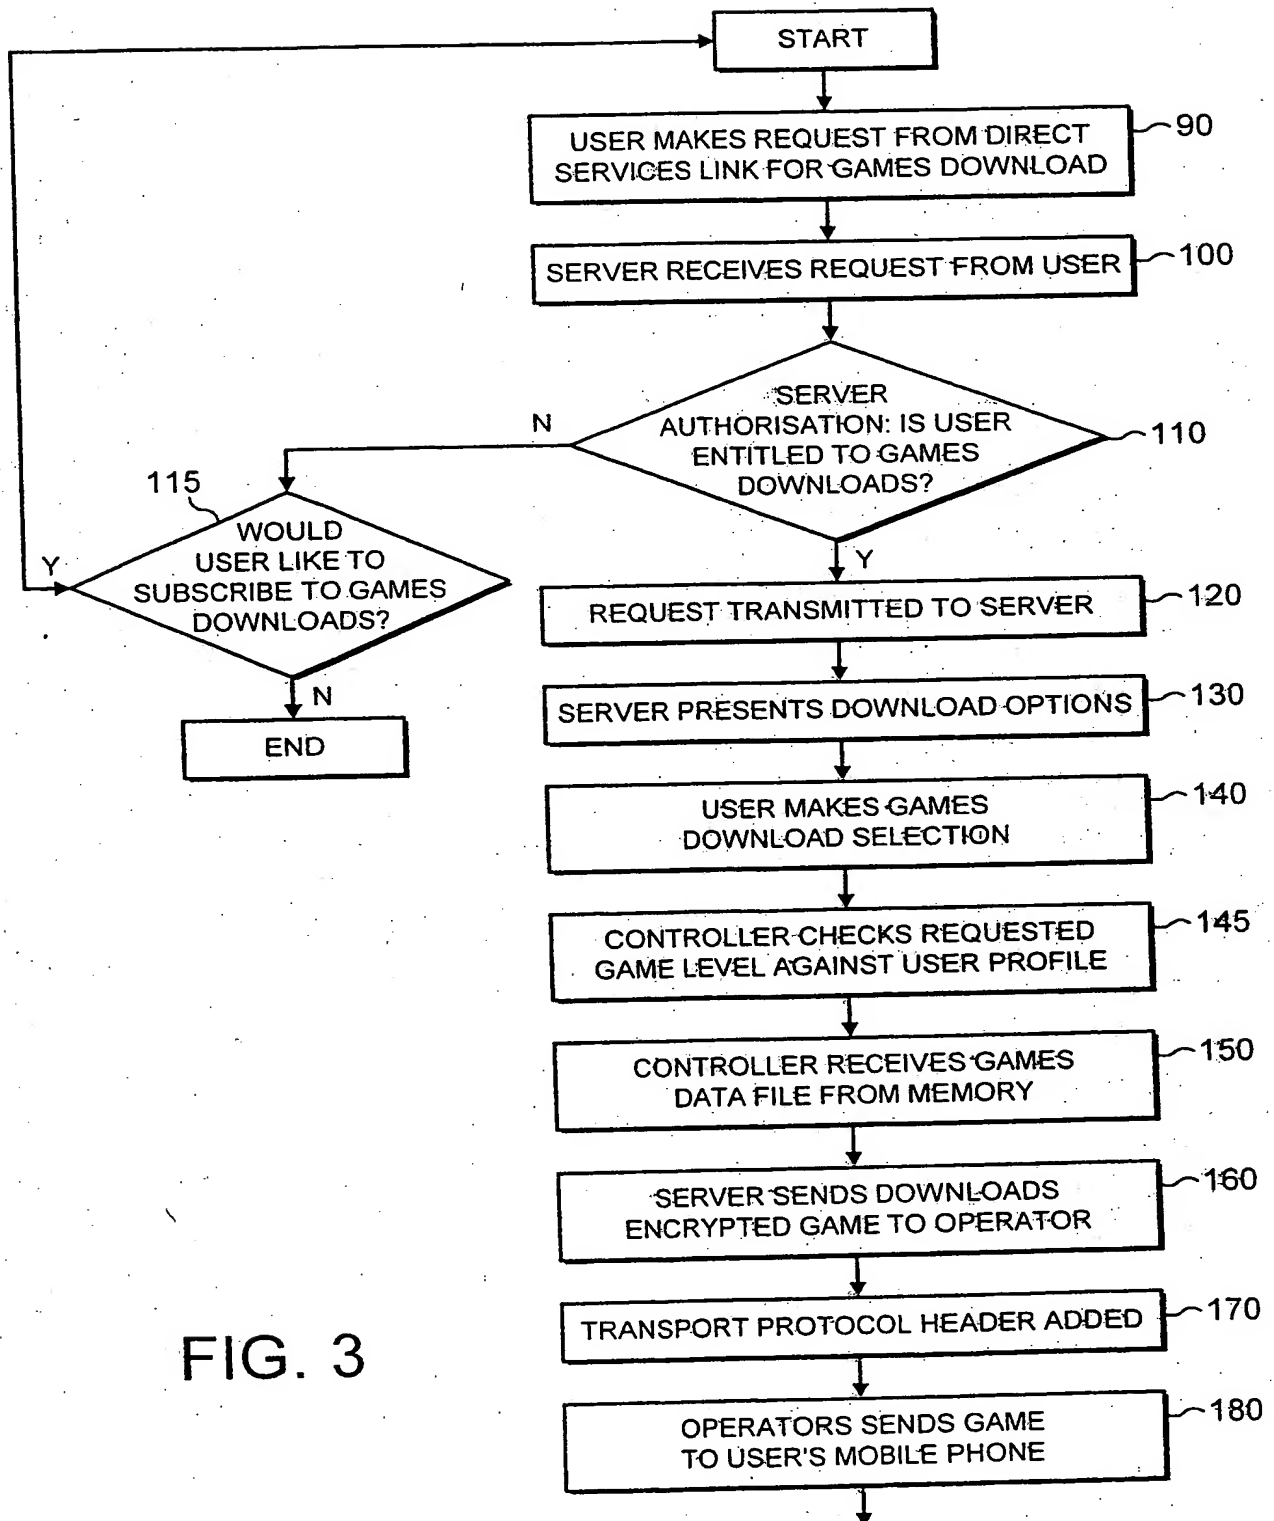 START
USER MAKES REQUEST FROM DIRECT
SERVICES LINK FOR GAMES DOWNLOAD
90
SERVER RECEIVES REQUEST FROM USER
100
SERVER
AUTHORISATION: IS USER
ENTITLED TO GAMES
DOWNLOADS?
110
N
115
WOULD
USER LIKE TO
SUBSCRIBE TO GAMES
DOWNLOADS?
Y
Y
REQUEST TRANSMITTED TO SERVER
120
N
END
SERVER PRESENTS DOWNLOAD OPTIONS
130
USER MAKES GAMES
DOWNLOAD SELECTION
140
CONTROLLER CHECKS REQUESTED
GAME LEVEL AGAINST USER PROFILE
145
CONTROLLER RECEIVES GAMES
DATA FILE FROM MEMORY
150
SERVER SENDS DOWNLOADS
ENCRYPTED GAME TO OPERATOR
160
TRANSPORT PROTOCOL HEADER ADDED
170
OPERATORS SENDS GAME
TO USER'S MOBILE PHONE
180
FIG. 3